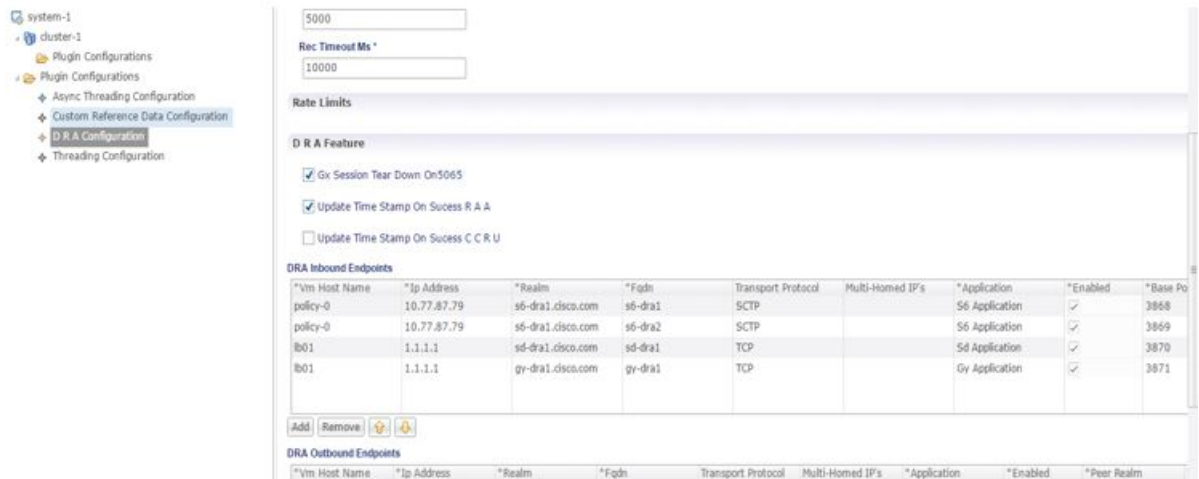 system-1
cluster-1
Plugin Configurations
Plugin Configurations
Async Threading Configuration
Custom Reference Data Configuration
D R A Configuration
Threading Configuration
5000
Rec Timeout Ms *
10000
Rate Limits
D R A Feature
Gx Session Tear Down On5065
Update Time Stamp On Sucess R A A
Update Time Stamp On Sucess C C R U
DRA Inbound Endpoints
*Vm Host Name *Ip Address *Realm *Fqdn Transport Protocol Multi-Homed IP's *Application *Enabled *Base Po
policy-0 10.77.87.79 s6-dra1.cisco.com s6-dra1 SCTP S6 Application 3868
policy-0 10.77.87.79 s6-dra1.cisco.com s6-dra2 SCTP S6 Application 3869
lb01 1.1.1.1 sd-dra1.cisco.com sd-dra1 TCP Sd Application 3870
lb01 1.1.1.1 gy-dra1.cisco.com gy-dra1 TCP Gy Application 3871
Add Remove
DRA Outbound Endpoints
*Vm Host Name *Ip Address *Realm *Fqdn Transport Protocol Multi-Homed IP's *Application *Enabled *Peer Realm